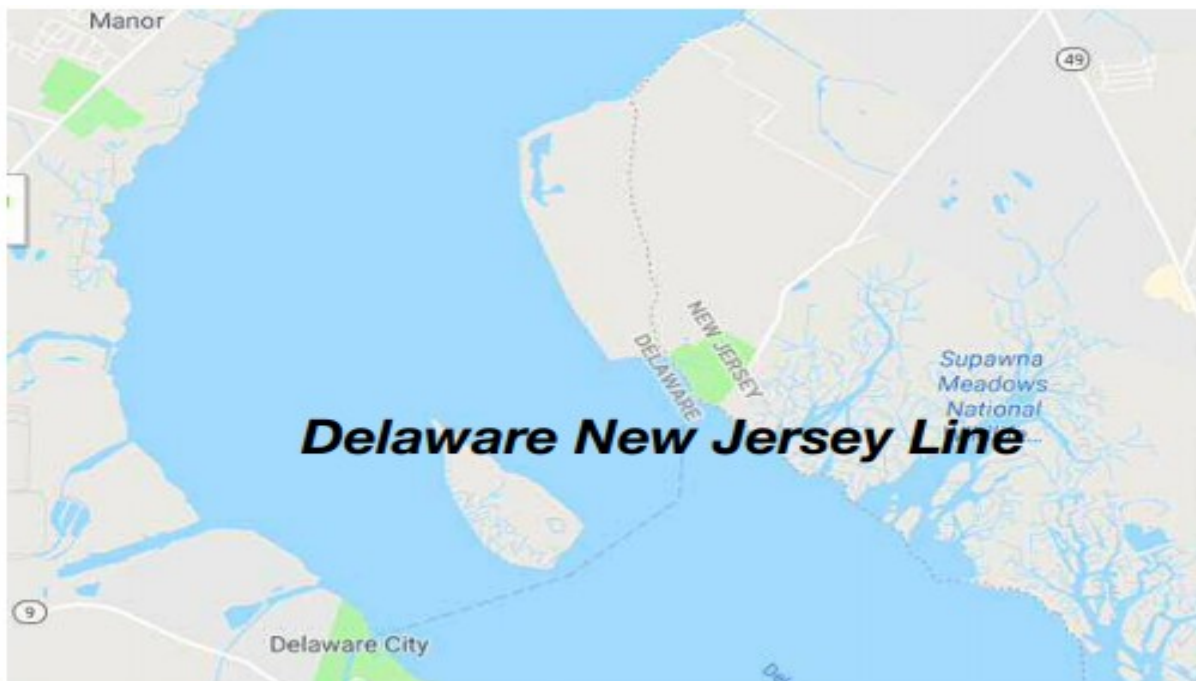 Manor
49
NEW JERSEY
DELAWARE
Supawna
Meadows
National
Delaware New Jersey Line
9
Delaware City